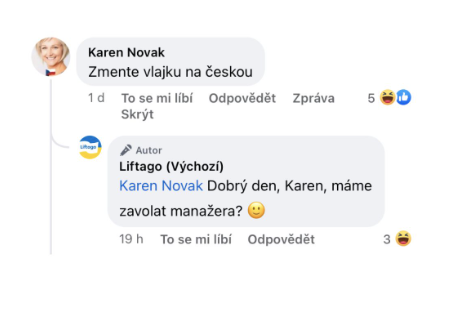 Karen Novak
Zmente vlajku na českou
1 d To se mi líbí Odpovědět Zpráva 5
Skrýt
Liftago
Autor
Liftago (Výchozí)
Karen Novak Dobrý den, Karen, máme
zavolat manažera? 🙂
19 h To se mi líbí Odpovědět 3